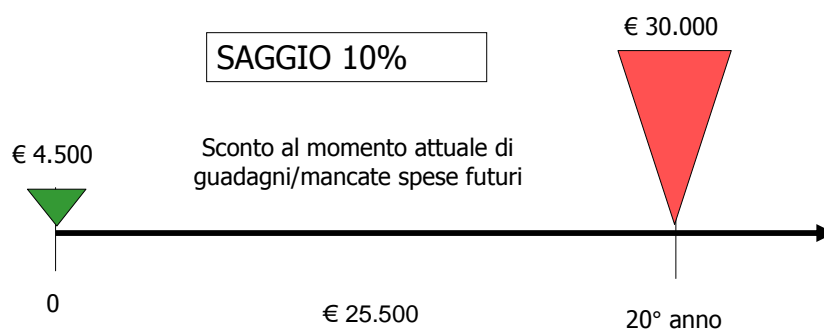 € 30.000
SAGGIO 10%
€ 4.500
Sconto al momento attuale di
guadagni/mancate spese futuri
0
€ 25.500
20° anno